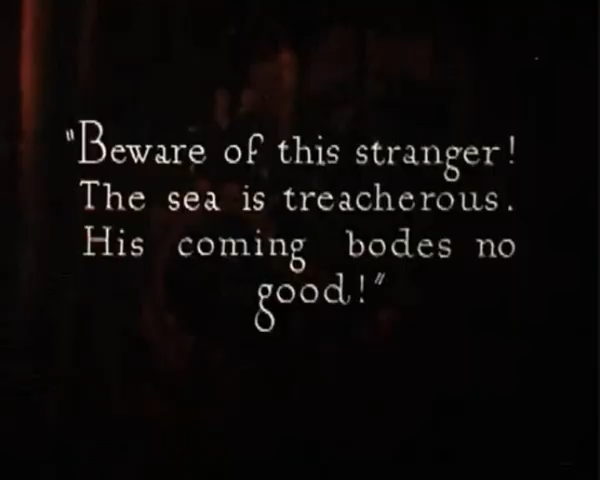 "Beware of this stranger!
The sea is treacherous.
His coming bodes no
good!"